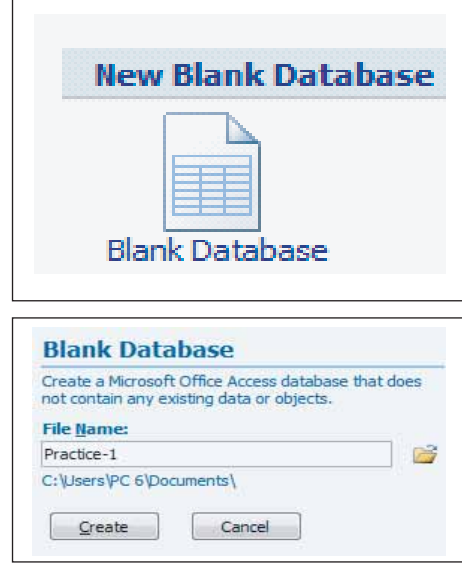 New Blank Database
Blank Database
Blank Database
Create a Microsoft Office Access database that does
not contain any existing data or objects.
File Name:
Practice-1
C:\Users\PC 6\Documents\
Create Cancel